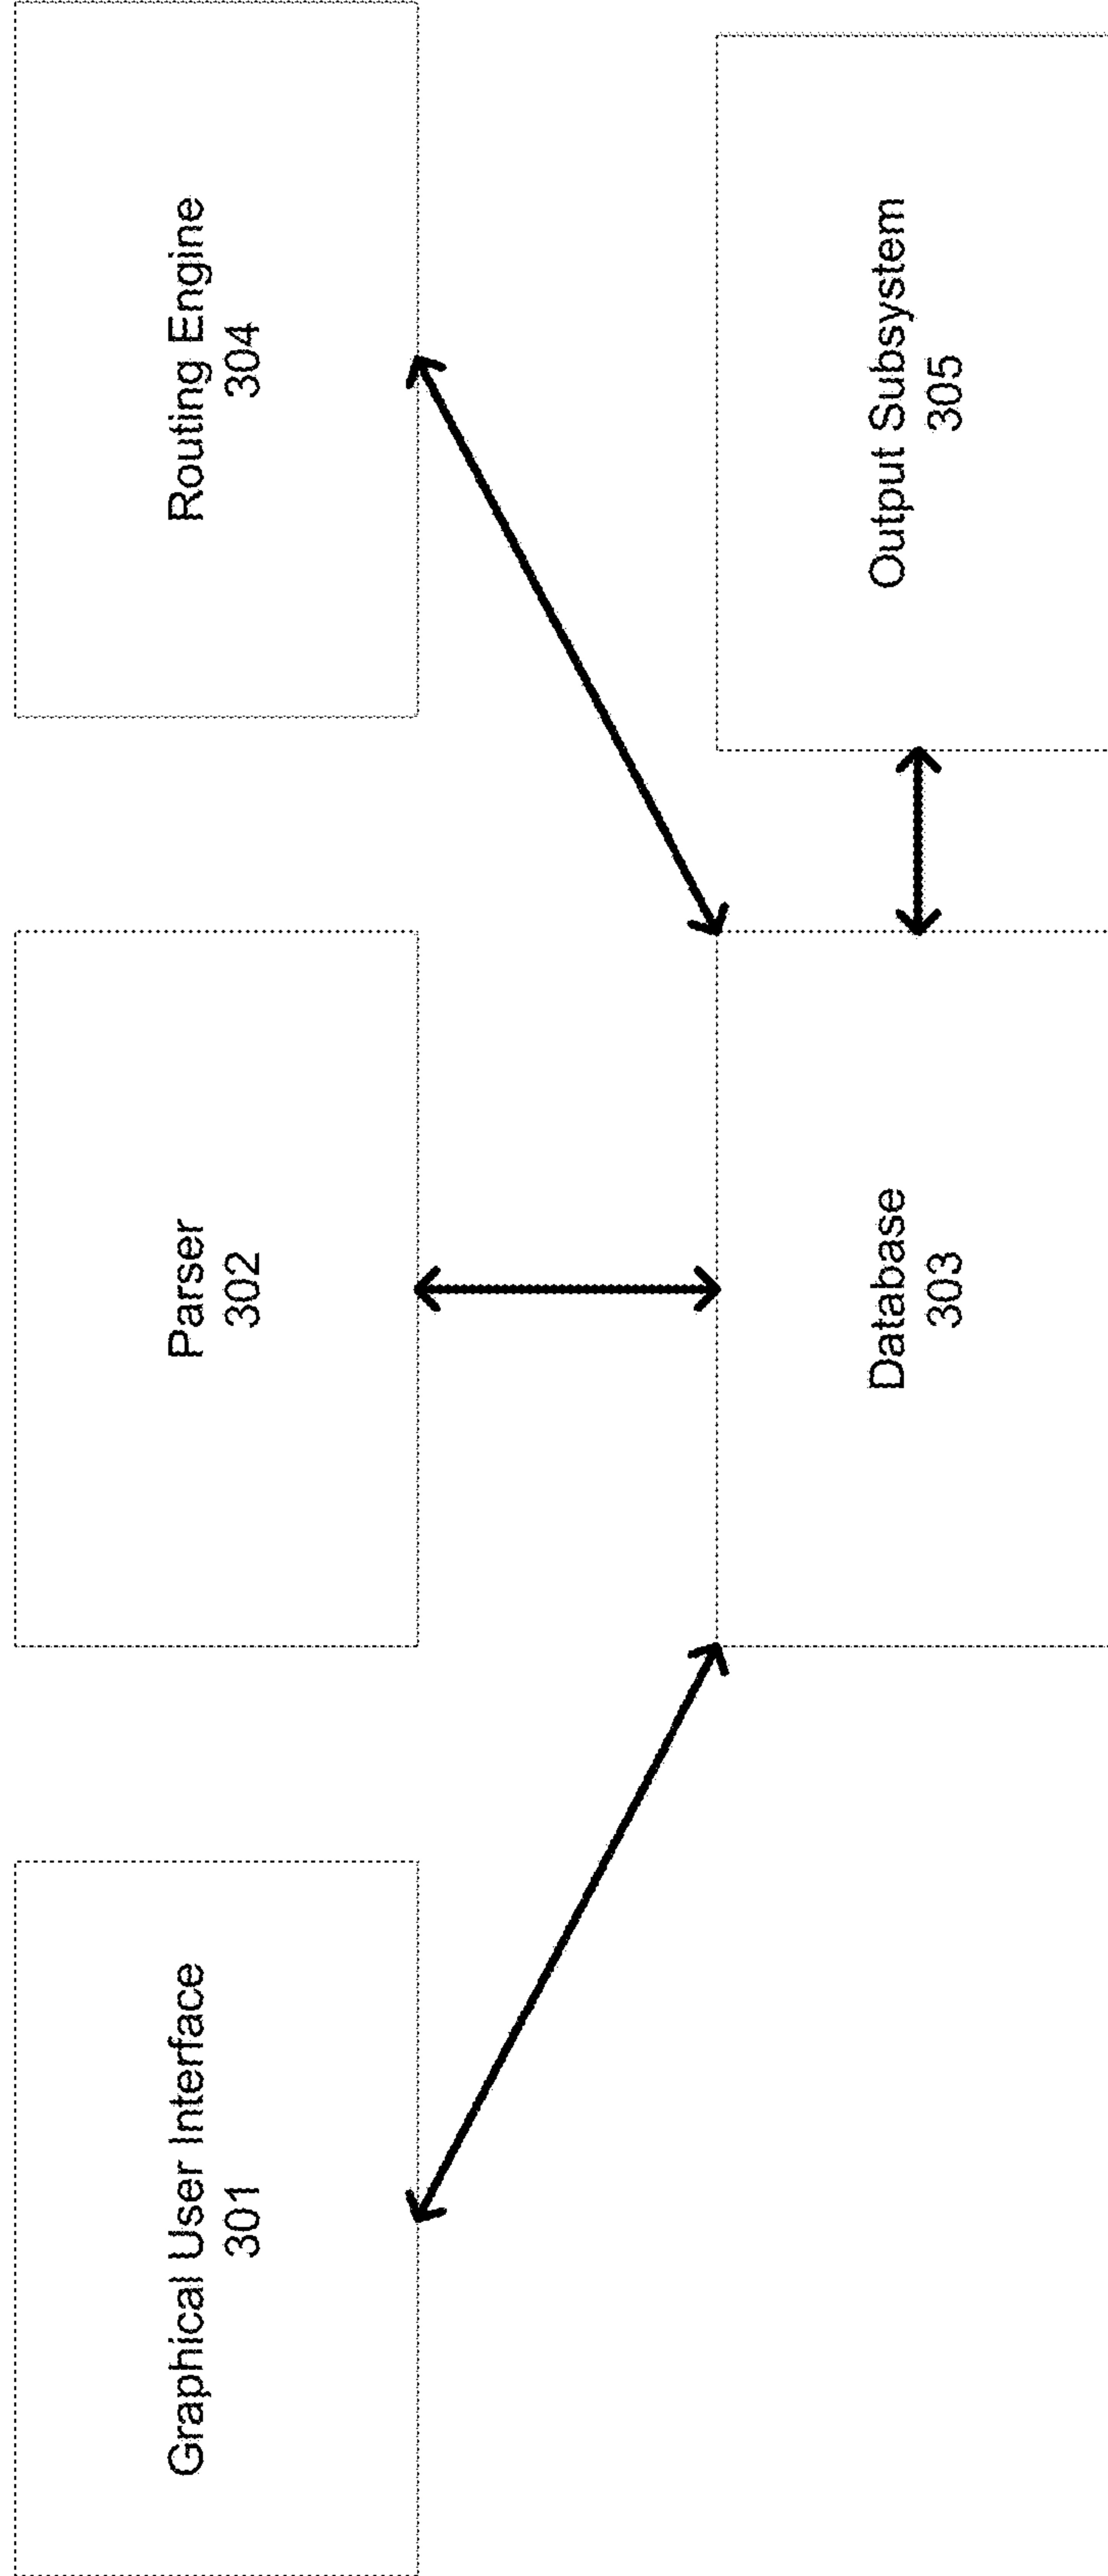 Graphical User Interface
301
Parser
302
Routing Engine
304
Database
303
Output Subsystem
305